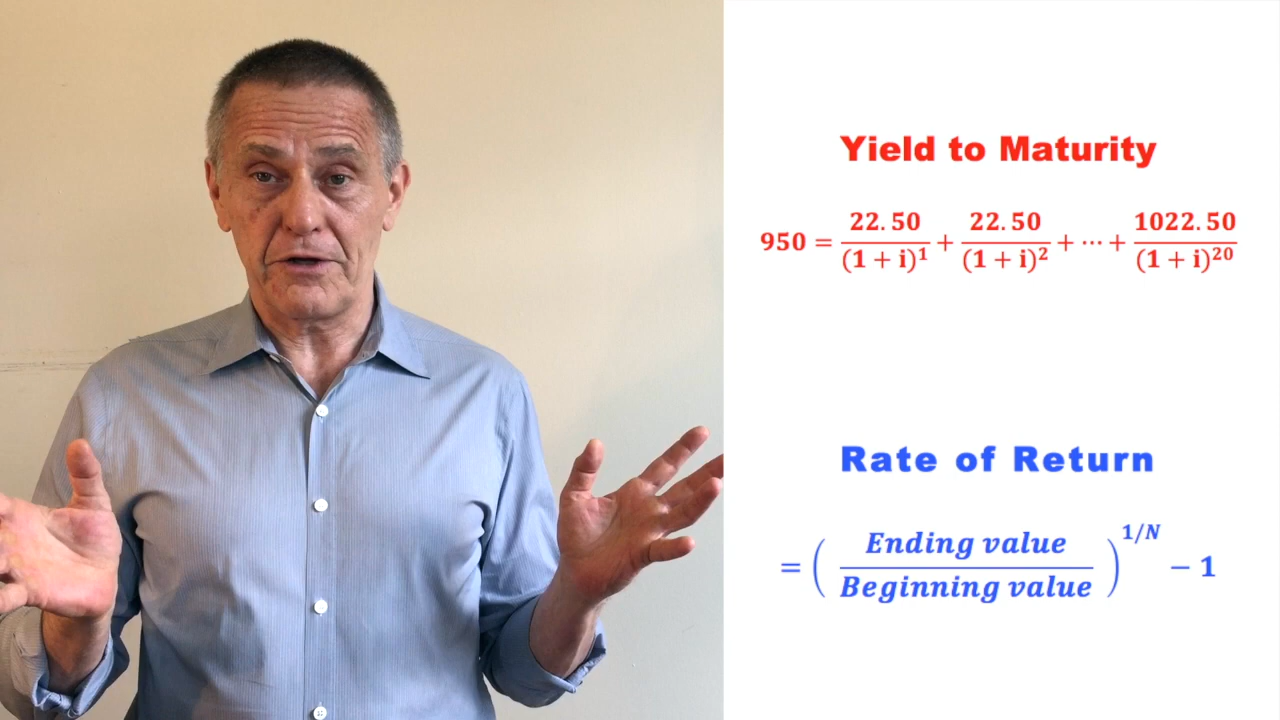 Yield to Maturity
950 = 22.50/(1 + i)^1 + 22.50/(1 + i)^2 + ⋯ + 1022.50/(1 + i)^20
Rate of Return
= (Ending value/Beginning value)^1/N − 1